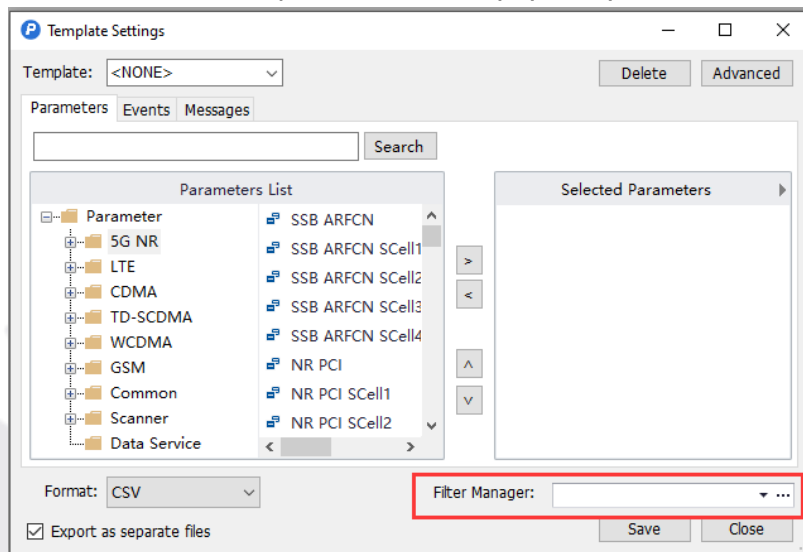 Template Settings
Template: <NONE> Delete Advanced
Parameters Events Messages
Search
Parameters List Selected Parameters
Parameter
5G NR
LTE
CDMA
TD-SCDMA
WCDMA
GSM
Common
Scanner
Data Service
SSB ARFCN
SSB ARFCN SCell1
SSB ARFCN SCell2
SSB ARFCN SCell3
SSB ARFCN SCell4
NR PCI
NR PCI SCell1
NR PCI SCell2
Format: CSV Filter Manager:
Export as separate files Save Close